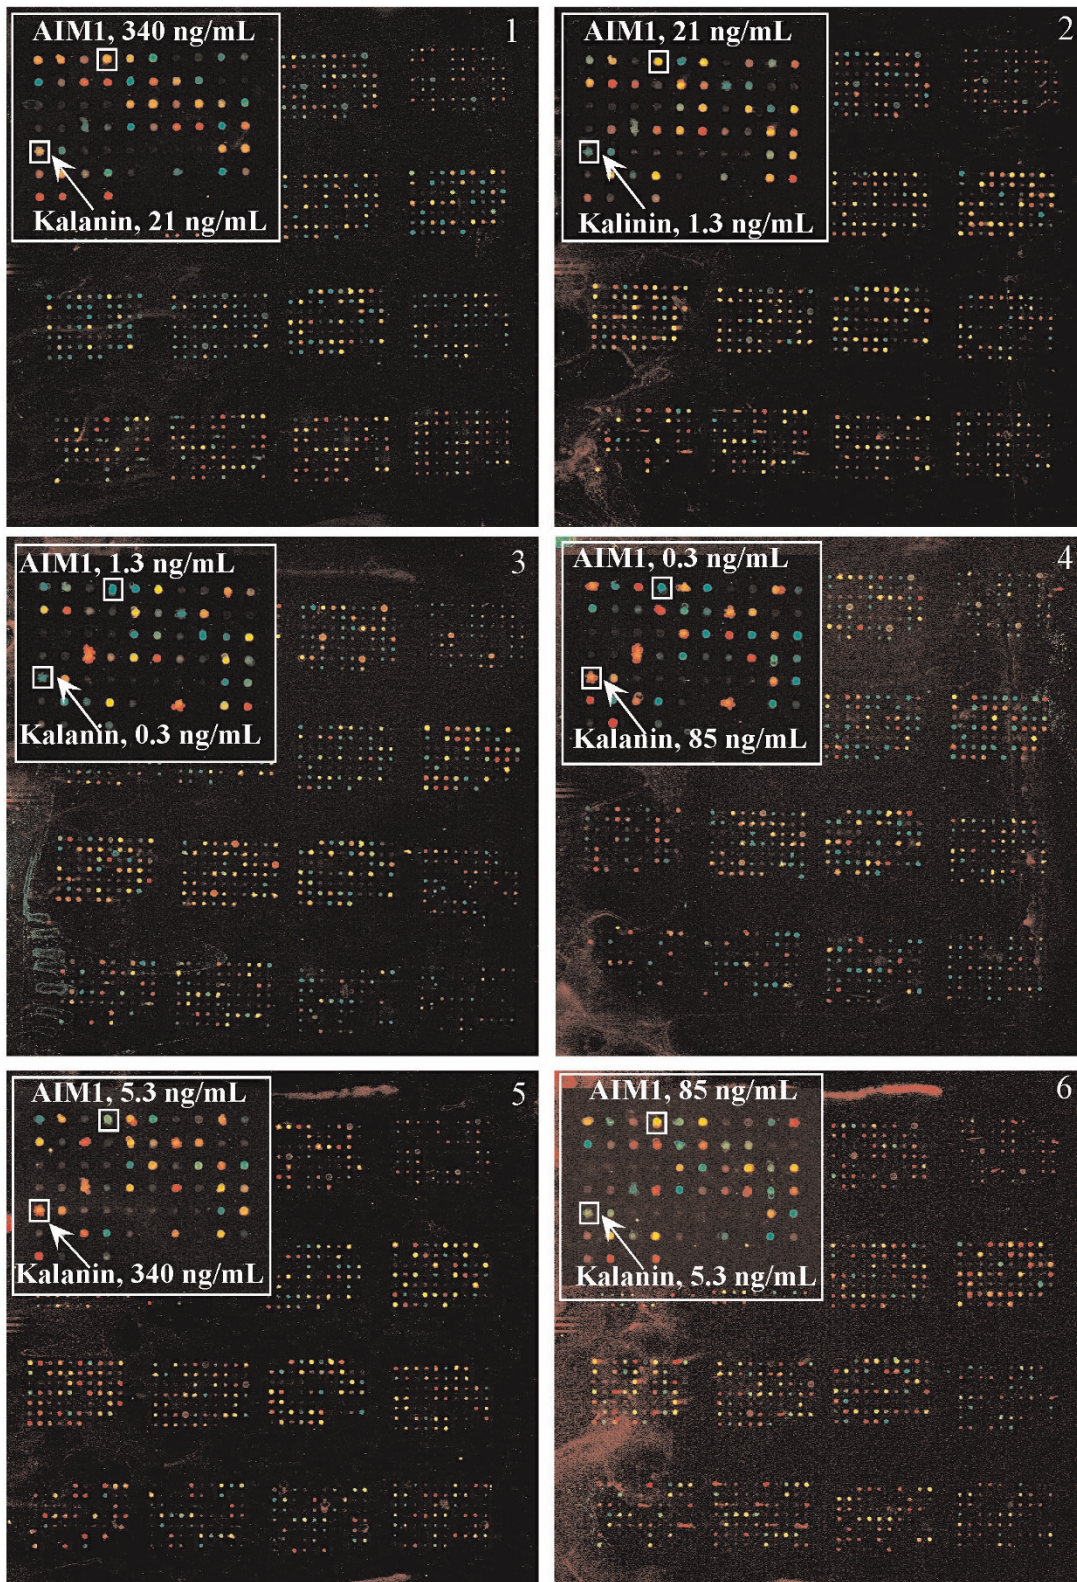 AIM1, 340 ng/mL
1
Kalanin, 21 ng/mL
AIM1, 21 ng/mL
2
Kalinin, 1.3 ng/mL
AIM1, 1.3 ng/mL
3
Kalanin, 0.3 ng/mL
AIM1, 0.3 ng/mL
4
Kalanin, 85 ng/mL
AIM1, 5.3 ng/mL
5
Kalanin, 340 ng/mL
AIM1, 85 ng/mL
6
Kalanin, 5.3 ng/mL